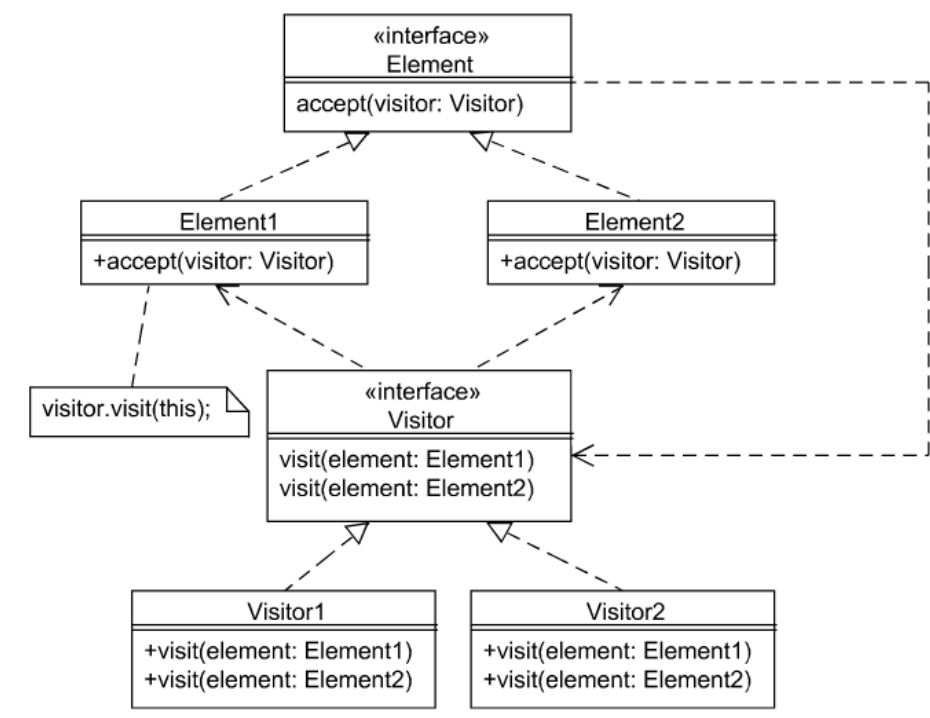 «interface»
Element
accept(visitor: Visitor)
Element1
+accept(visitor: Visitor)
Element2
+accept(visitor: Visitor)
visitor.visit(this);
«interface»
Visitor
visit(element: Element1)
visit(element: Element2)
Visitor1
+visit(element: Element1)
+visit(element: Element2)
Visitor2
+visit(element: Element1)
+visit(element: Element2)